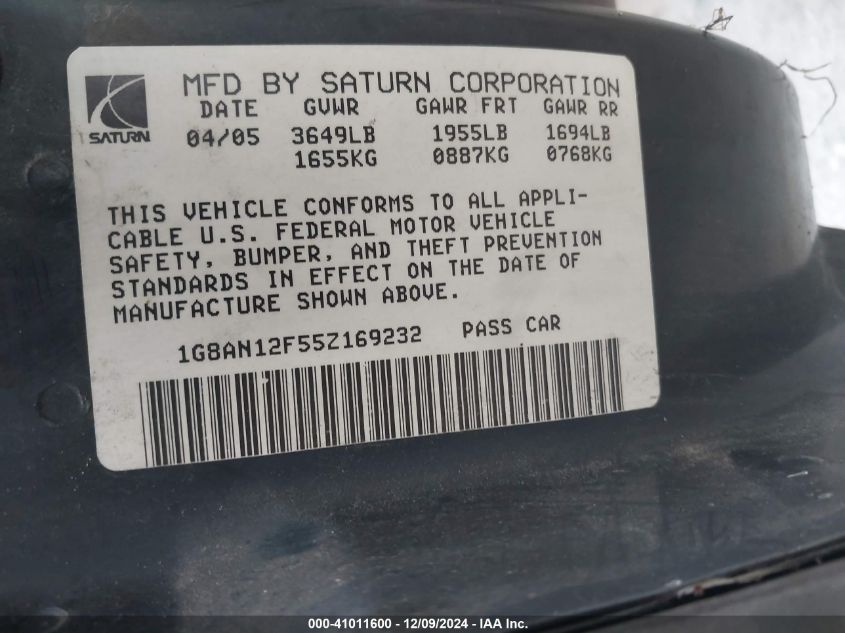 MFD BY SATURN CORPORATION
SATURN
DATE GVWR GAWR FRT GAWR RR
04/05 3649LB 1955LB 1694LB
1655KG 0887KG 0768KG
THIS VEHICLE CONFORMS TO ALL APPLI-
CABLE U.S. FEDERAL MOTOR VEHICLE
SAFETY, BUMPER, AND THEFT PREVENTION
STANDARDS IN EFFECT ON THE DATE OF
MANUFACTURE SHOWN ABOVE.
1G8AN12F55Z169232 PASS CAR
000-41011600 - 12/09/2024 - IAA Inc.